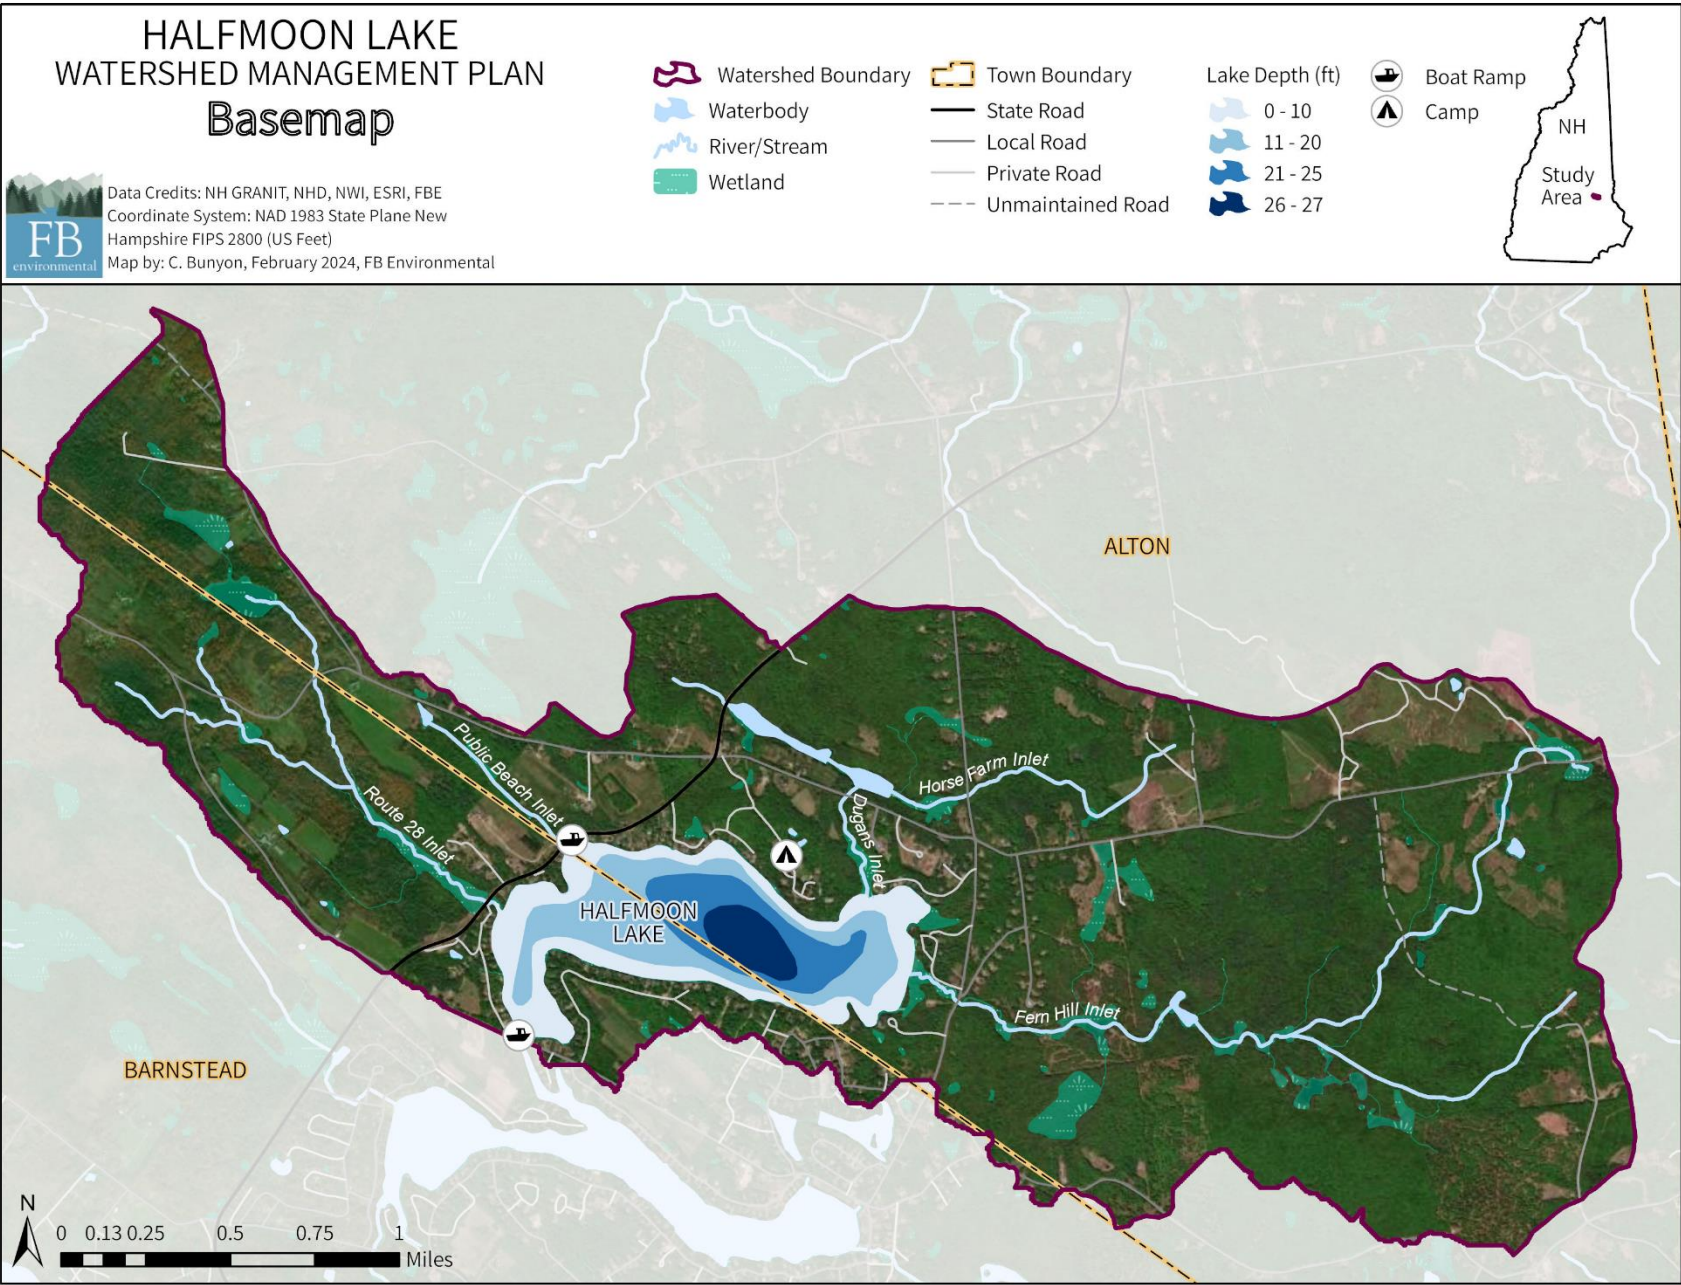 HALFMOON LAKE
WATERSHED MANAGEMENT PLAN
Basemap
FB
environmental
Data Credits: NH GRANIT, NHD, NWI, ESRI, FBE
Coordinate System: NAD 1983 State Plane New
Hampshire FIPS 2800 (US Feet)
Map by: C. Bunyon, February 2024, FB Environmental
Watershed Boundary
Waterbody
River/Stream
Wetland
Town Boundary
State Road
Local Road
Private Road
Unmaintained Road
Lake Depth (ft)
0 - 10
11 - 20
21 - 25
26 - 27
Boat Ramp
Camp
NH
Study
Area
ALTON
Public Beach Inlet
Horse Farm Inlet
Route 28 Inlet
Dugans Inlet
HALFMOON
LAKE
Fern Hill Inlet
BARNSTEAD
N
0 0.13 0.25 0.5 0.75 1
Miles